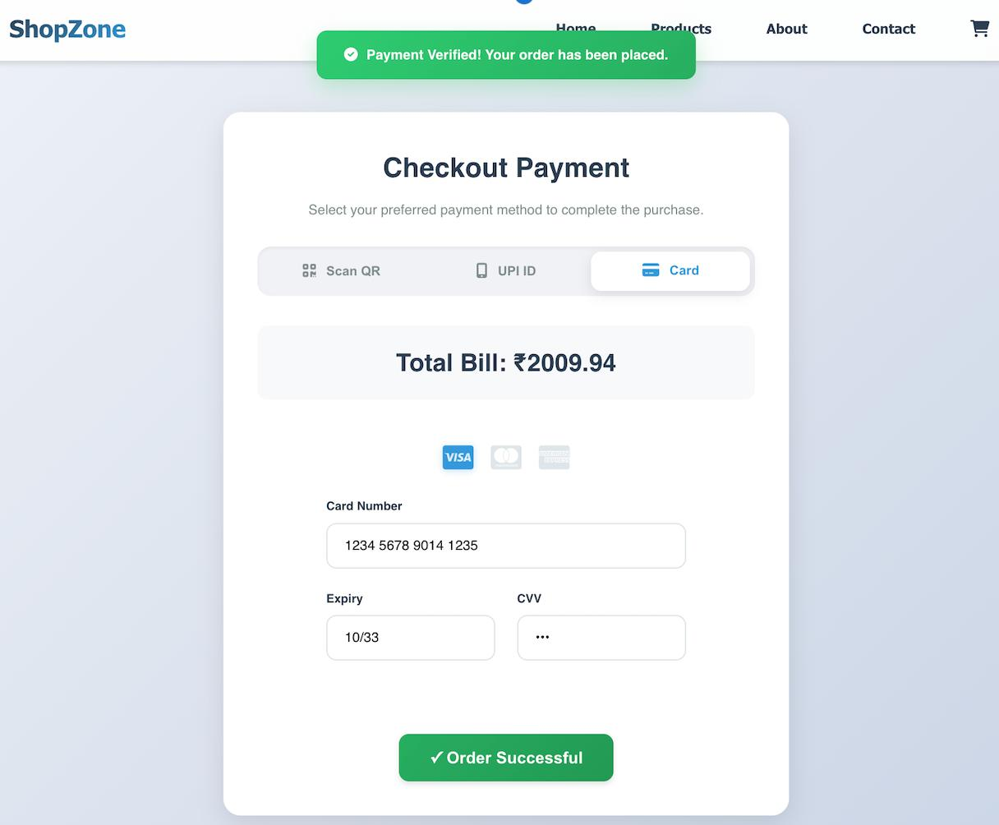 ShopZone
Home
Products
About
Contact
Payment Verified! Your order has been placed.
Checkout Payment
Select your preferred payment method to complete the purchase.
Scan QR
UPI ID
Card
Total Bill: ₹2009.94
VISA
Card Number
1234 5678 9014 1235
Expiry
CVV
10/33
•••
✓ Order Successful